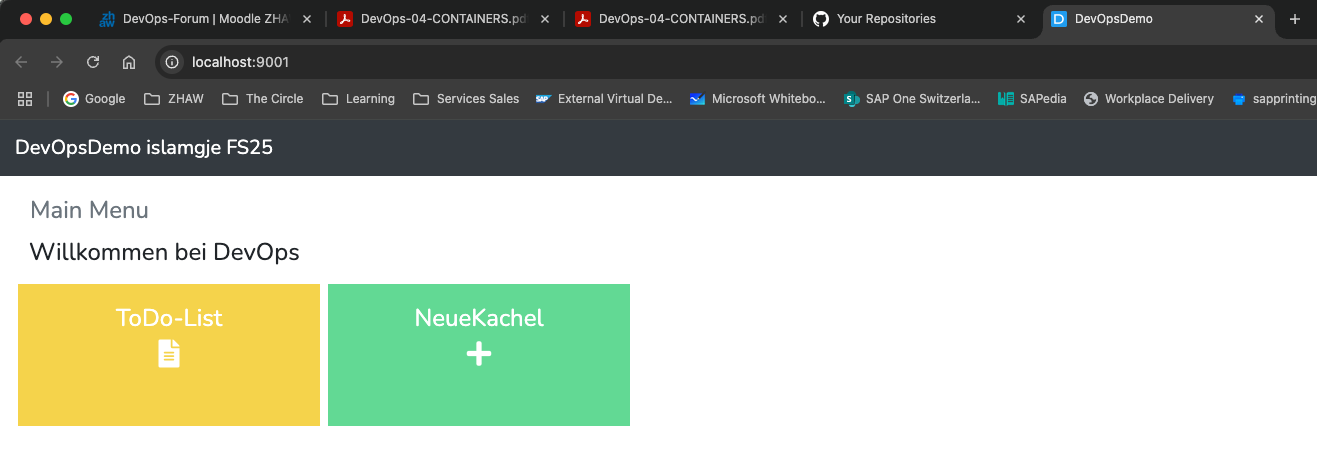 DevOps-Forum | Moodle ZHA
DevOps-04-CONTAINERS.pd
DevOps-04-CONTAINERS.pd
Your Repositories
DevOpsDemo
localhost:9001
Google
ZHAW
The Circle
Learning
Services Sales
External Virtual De...
Microsoft Whitebo...
SAP One Switzerla...
SAPedia
Workplace Delivery
sapprinting
DevOpsDemo islamgje FS25
Main Menu
Willkommen bei DevOps
ToDo-List
NeueKachel